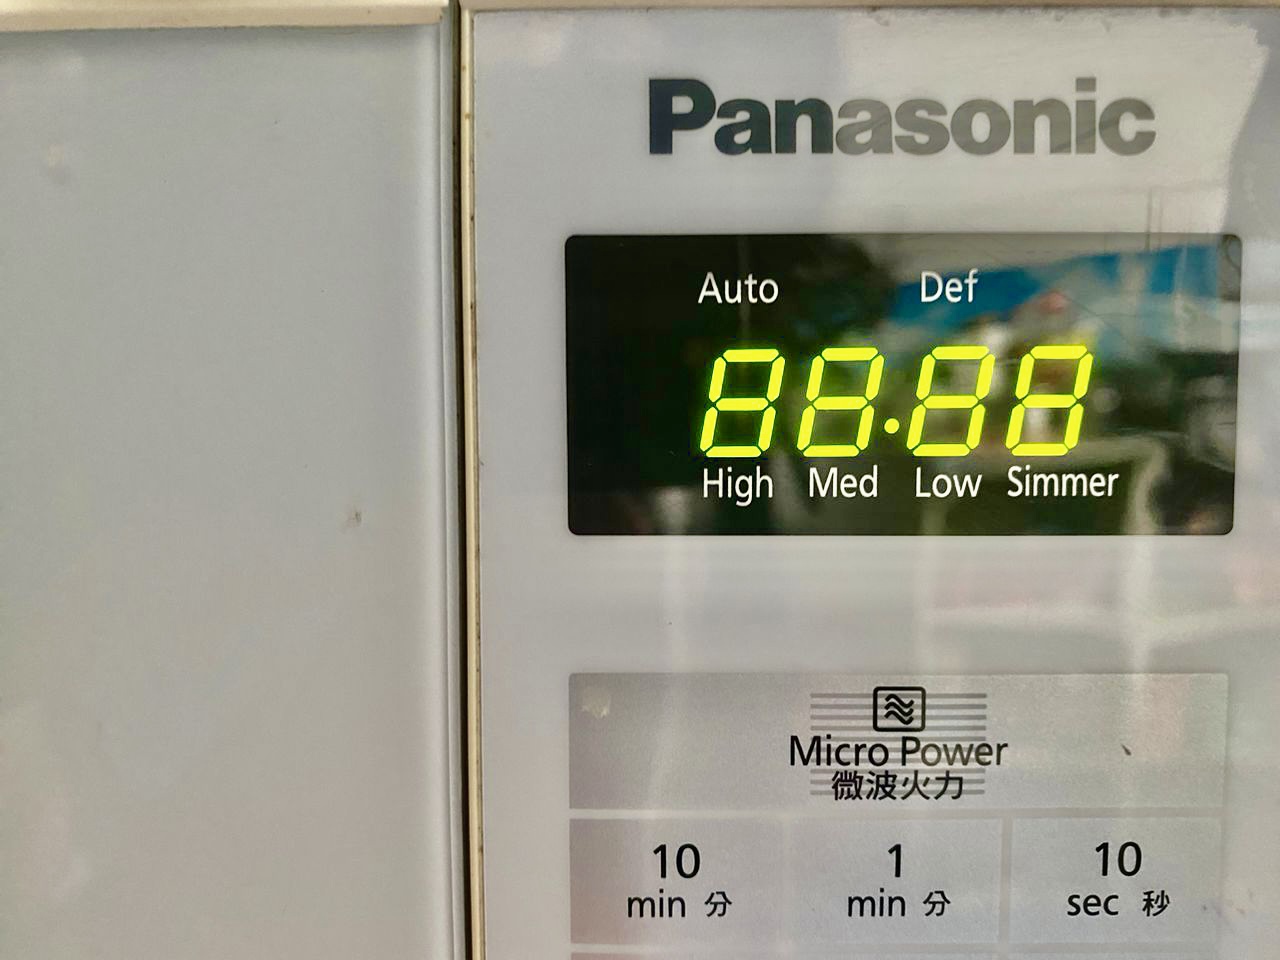 Panasonic
Auto Def
88.88
High Med Low Simmer
Micro Power
微波火力
10 1 10
min 分 min 分 sec 秒